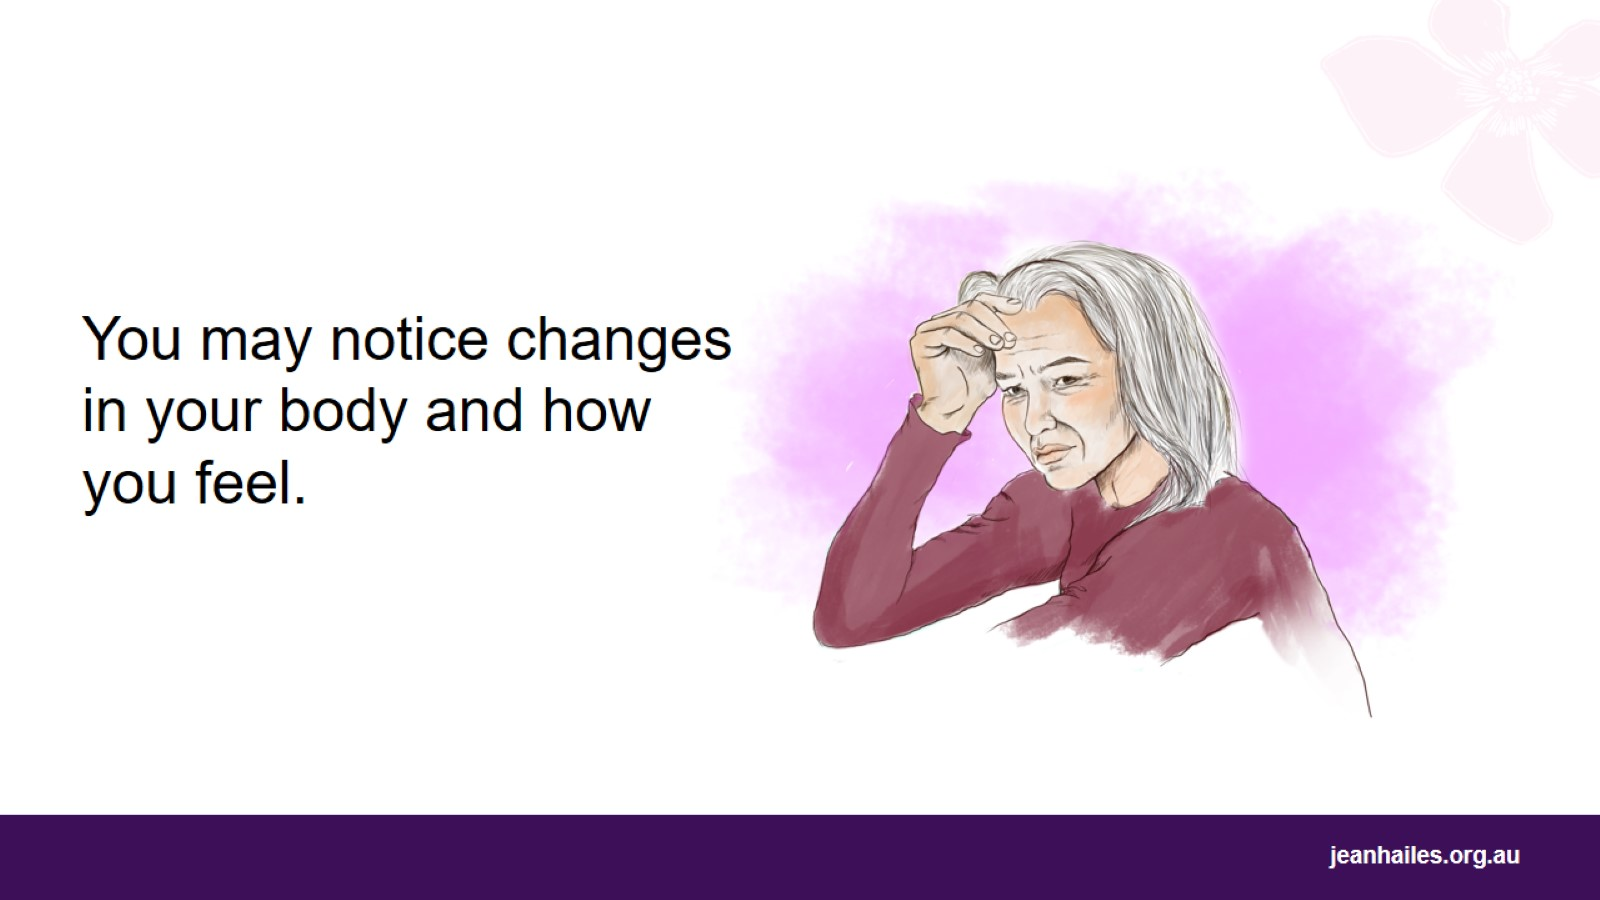 You may notice changes
in your body and how
you feel.
jeanhailes.org.au